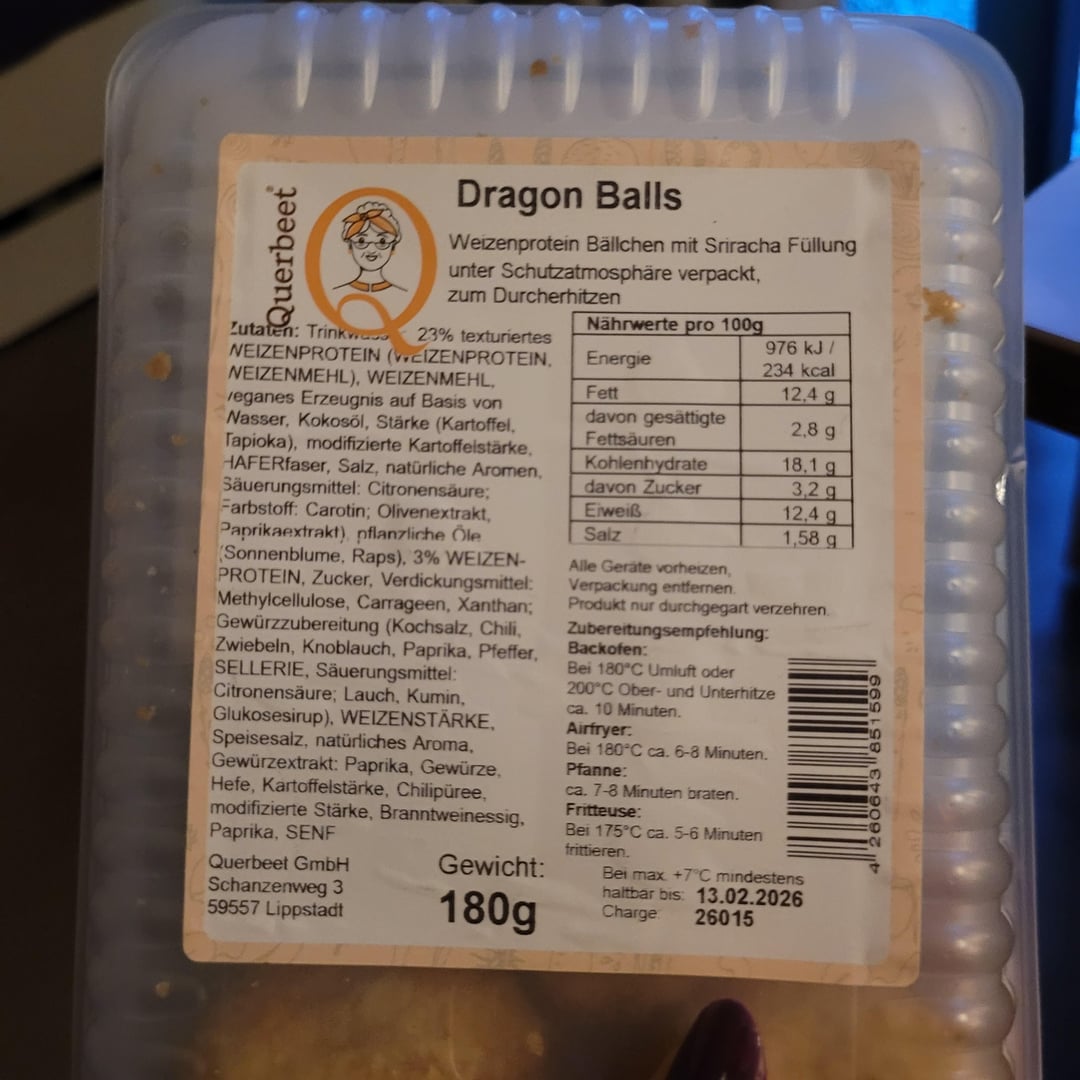 Querbeet®
Dragon Balls
Weizenprotein Bällchen mit Sriracha Füllung
unter Schutzatmosphäre verpackt,
zum Durcherhitzen
Zutaten: 23% texturiertes
WEIZENPROTEIN (WEIZENPROTEIN,
WEIZENMEHL), WEIZENMEHL,
veganes Erzeugnis auf Basis von
Wasser, Kokosöl, Stärke (Kartoffel,
Tapioka), modifizierte Kartoffelstärke,
HAFERfaser, Salz, natürliche Aromen,
Säuerungsmittel: Citronensäure;
Farbstoff: Carotin; Olivenextrakt,
Paprikaextrakt), pflanzliche Öle
(Sonnenblume, Raps), 3% WEIZEN-
PROTEIN, Zucker, Verdickungsmittel:
Methylcellulose, Carrageen, Xanthan;
Gewürzzubereitung (Kochsalz, Chili,
Zwiebeln, Knoblauch, Paprika, Pfeffer,
SELLERIE, Säuerungsmittel:
Citronensäure; Lauch, Kumin,
Glukosesirup), WEIZENSTÄRKE,
Speisesalz, natürliches Aroma,
Gewürzextrakt: Paprika, Gewürze,
Hefe, Kartoffelstärke, Chilipüree,
modifizierte Stärke, Branntweinessig,
Paprika, SENF
Querbeet GmbH
Schanzenweg 3
59557 Lippstadt
Gewicht:
180g
Nährwerte pro 100g
Energie 976 kJ /
234 kcal
Fett 12,4 g
davon gesättigte
Fettsäuren 2,8 g
Kohlenhydrate 18,1 g
davon Zucker 3,2 g
Eiweiß 12,4 g
Salz 1,58 g
Alle Geräte vorheizen,
Verpackung entfernen.
Produkt nur durchgegart verzehren.
Zubereitungsempfehlung:
Backofen:
Bei 180°C Umluft oder
200°C Ober- und Unterhitze
ca. 10 Minuten.
Airfryer:
Bei 180°C ca. 6-8 Minuten.
Pfanne:
ca. 7-8 Minuten braten.
Fritteuse:
Bei 175°C ca. 5-6 Minuten
frittieren.
Bei max. +7°C mindestens
haltbar bis: 13.02.2026
Charge: 26015
4 260643 851599